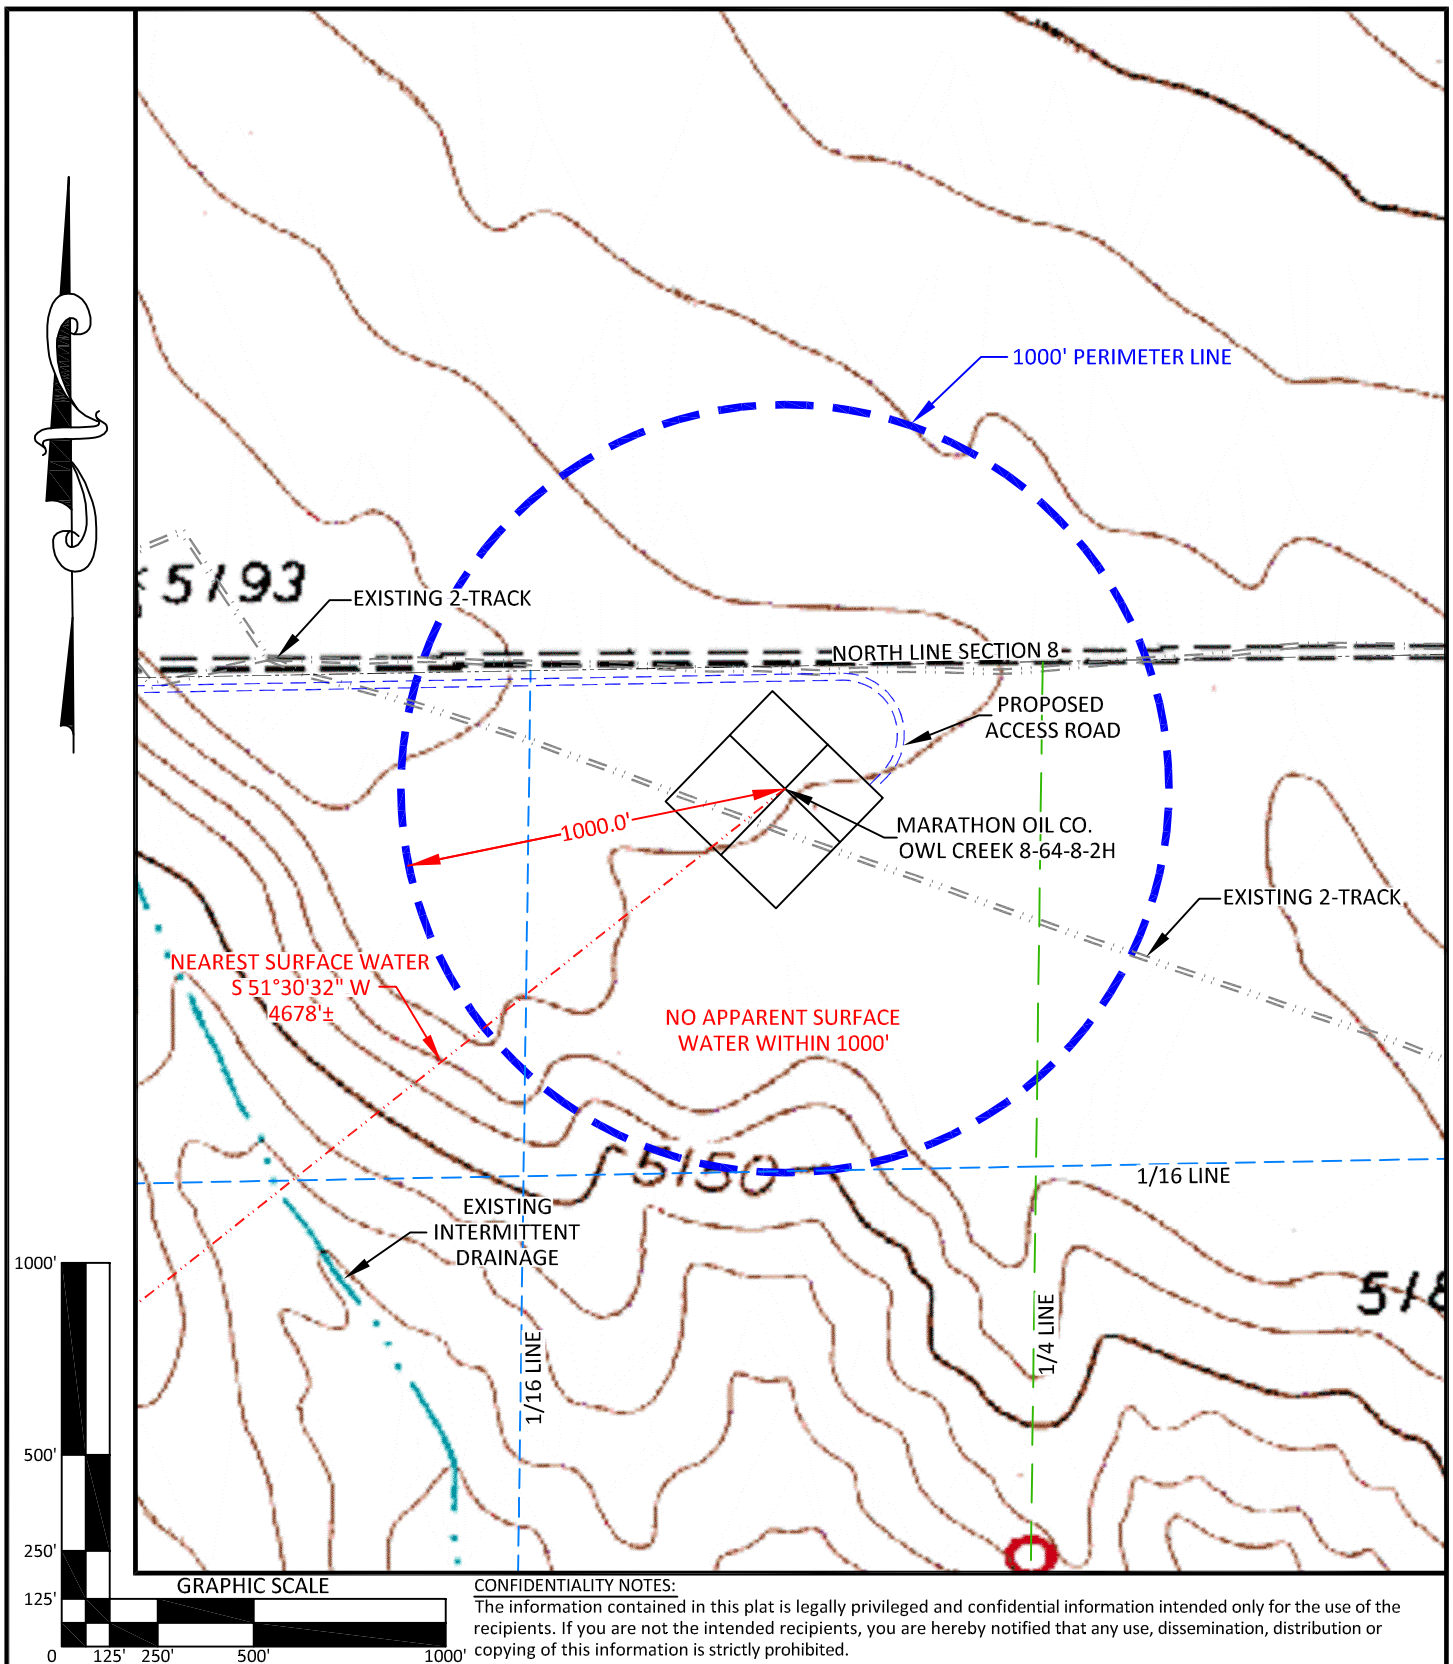 1000' PERIMETER LINE
5193
EXISTING 2-TRACK
NORTH LINE SECTION 8
PROPOSED
ACCESS ROAD
1000.0'
MARATHON OIL CO.
OWL CREEK 8-64-8-2H
EXISTING 2-TRACK
NEAREST SURFACE WATER
S 51°30'32" W
4678'±
NO APPARENT SURFACE
WATER WITHIN 1000'
5150
1/16 LINE
EXISTING
INTERMITTENT
DRAINAGE
1/16 LINE
1/4 LINE
518
1000'
500'
250'
125'
GRAPHIC SCALE
0 125' 250' 500' 1000'
CONFIDENTIALITY NOTES:
The information contained in this plat is legally privileged and confidential information intended only for the use of the
recipients. If you are not the intended recipients, you are hereby notified that any use, dissemination, distribution or
copying of this information is strictly prohibited.